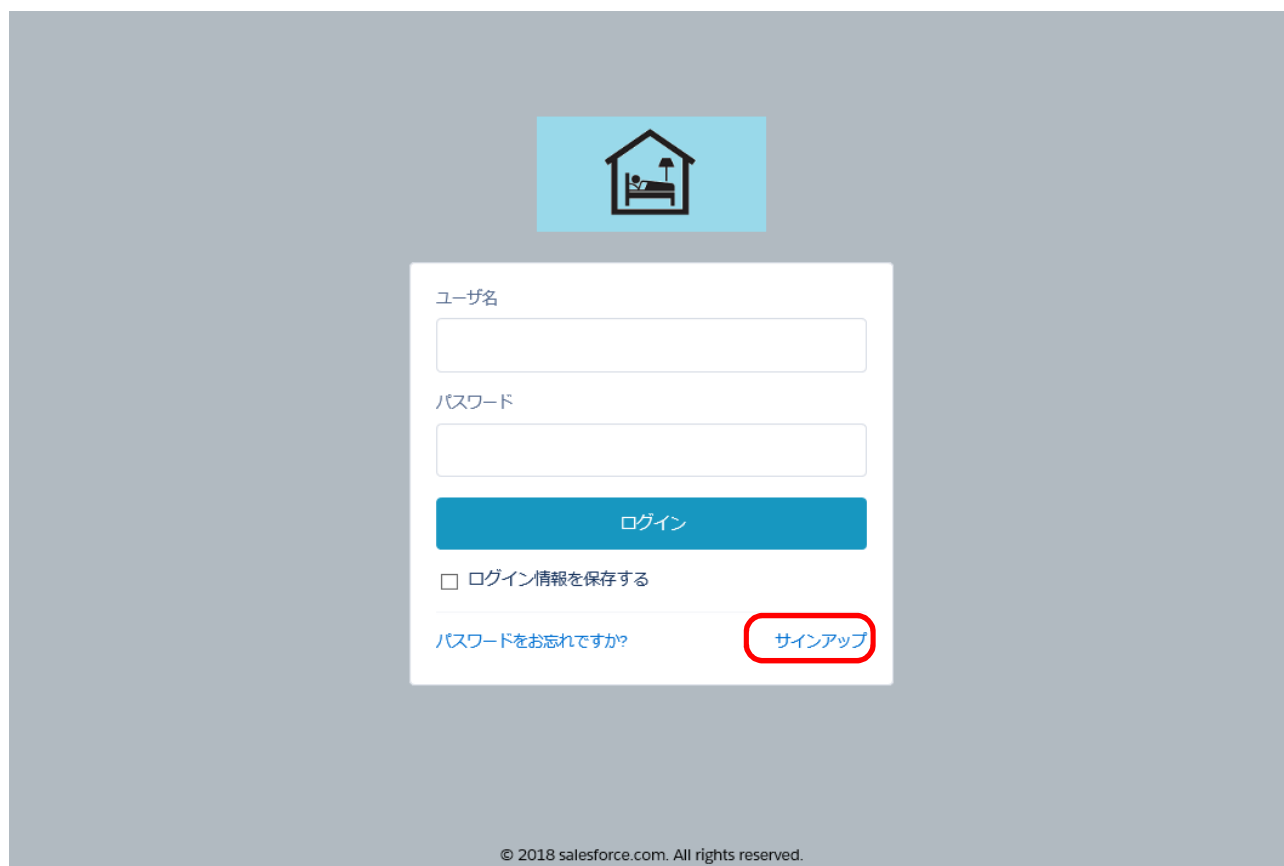 ユーザ名
パスワード
ログイン
ログイン情報を保存する
パスワードをお忘れですか?
サインアップ
© 2018 salesforce.com. All rights reserved.